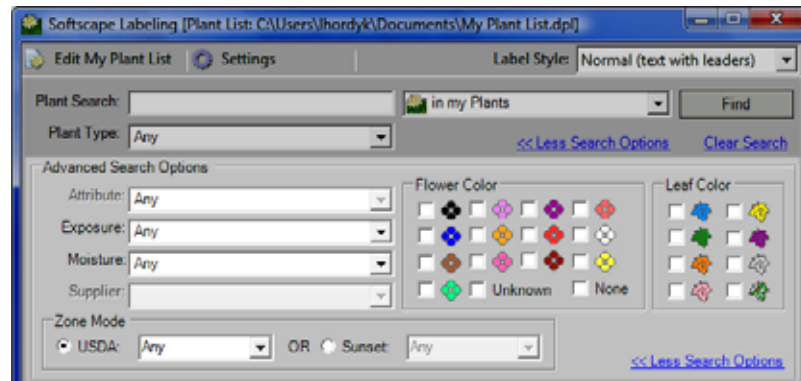 Softscape Labeling [Plant List: C:\Users\lhordyk\Documents\My Plant List.dpl]
Edit My Plant List Settings Label Style: Normal (text with leaders)
Plant Search: in my Plants Find
Plant Type: Any << Less Search Options Clear Search
Advanced Search Options
Attribute: Any
Exposure: Any
Moisture: Any
Supplier:
Flower Color
Unknown None
Leaf Color
Zone Mode
USDA: Any OR Sunset: Any
<< Less Search Options